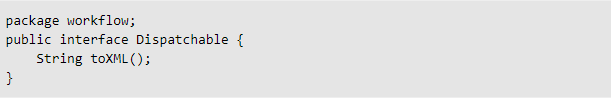 package workflow;
public interface Dispatchable {
    String toXML();
}